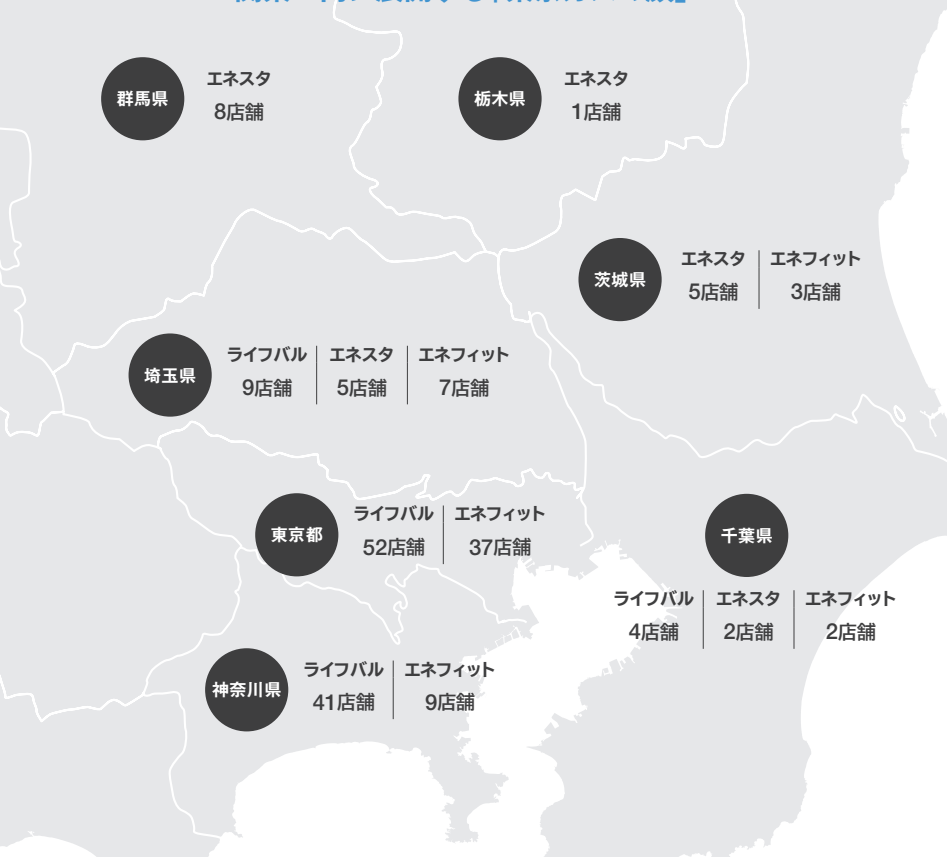 群馬県
エネスタ
8店舗
栃木県
エネスタ
1店舗
茨城県
エネスタ エネフィット
5店舗 3店舗
埼玉県
ライフバル エネスタ エネフィット
9店舗 5店舗 7店舗
東京都
ライフバル エネフィット
52店舗 37店舗
千葉県
ライフバル エネスタ エネフィット
4店舗 2店舗 2店舗
神奈川県
ライフバル エネフィット
41店舗 9店舗